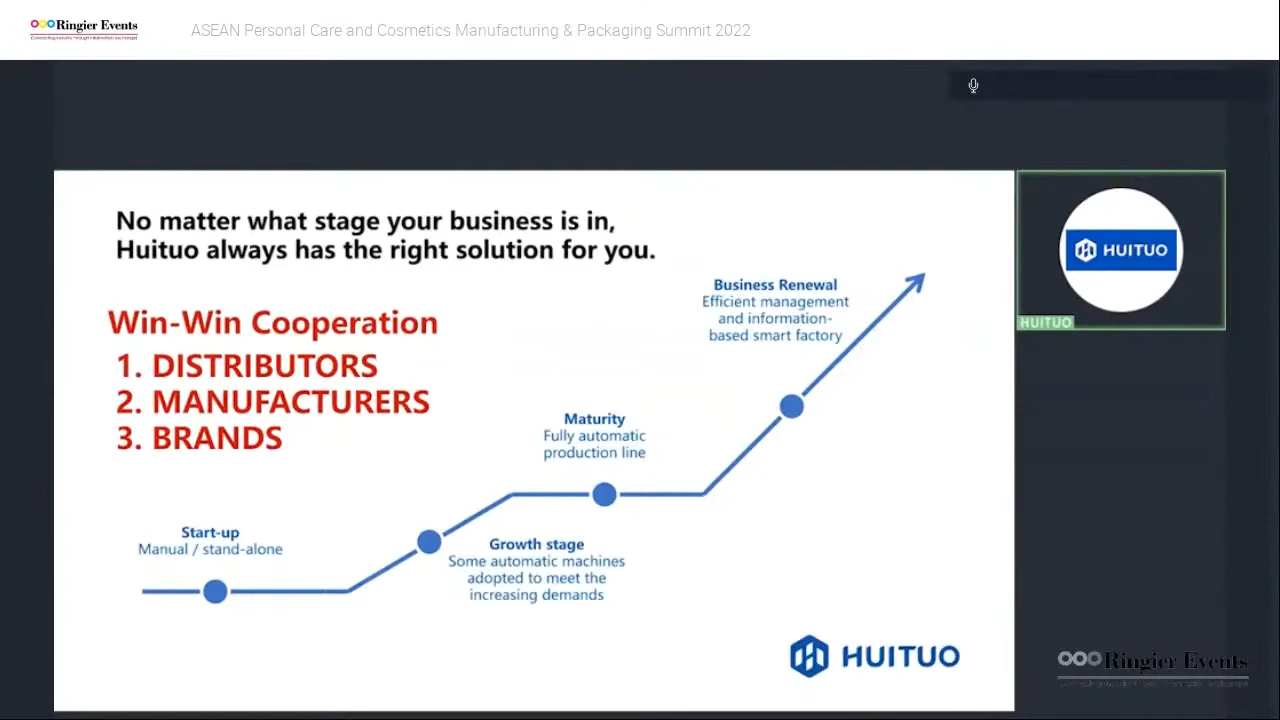 Ringier Events
ASEAN Personal Care and Cosmetics Manufacturing & Packaging Summit 2022
No matter what stage your business is in,
Huituo always has the right solution for you.
Win-Win Cooperation
1. DISTRIBUTORS
2. MANUFACTURERS
3. BRANDS
Business Renewal
Efficient management
and information-
based smart factory
Maturity
Fully automatic
production line
Start-up
Manual / stand-alone
Growth stage
Some automatic machines
adopted to meet the
increasing demands
HUITUO
HUITUO
HUITUO
Ringier Events